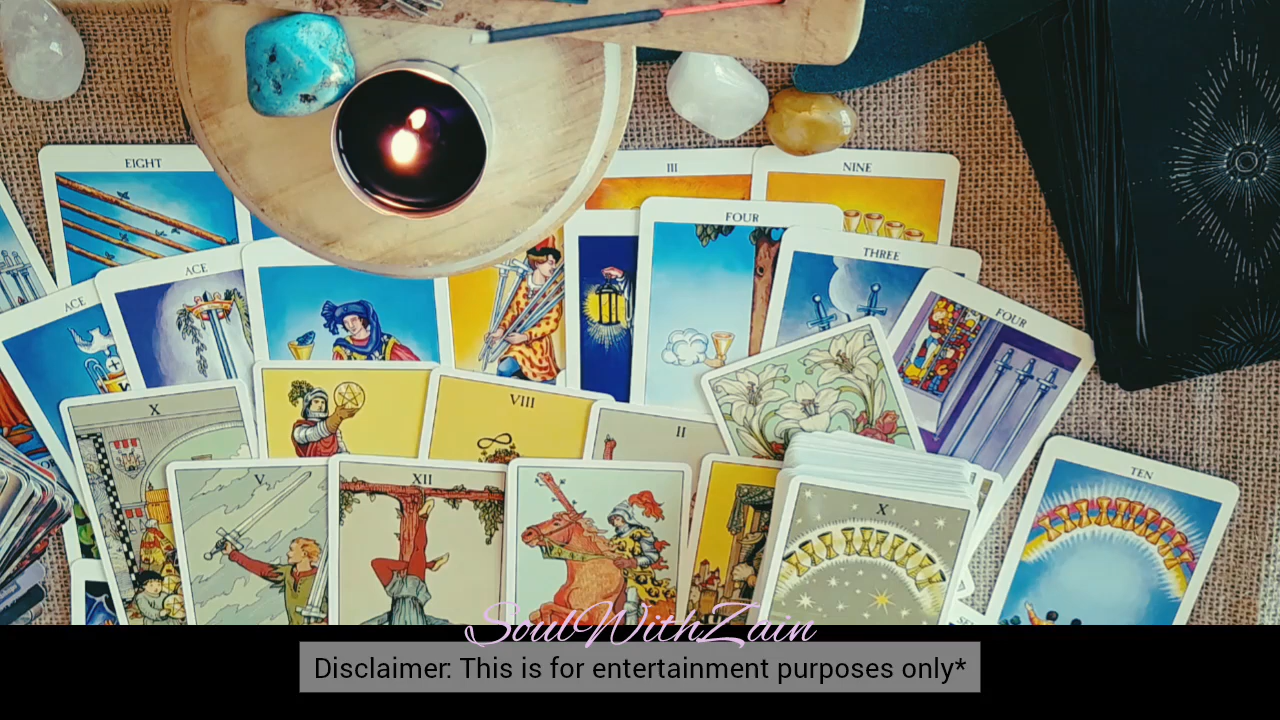 EIGHT
III
NINE
FOUR
THREE
ACE
ACE
FOUR
X
VIII
II
V
XII
X
TEN
SoulWithZain
Disclaimer: This is for entertainment purposes only*